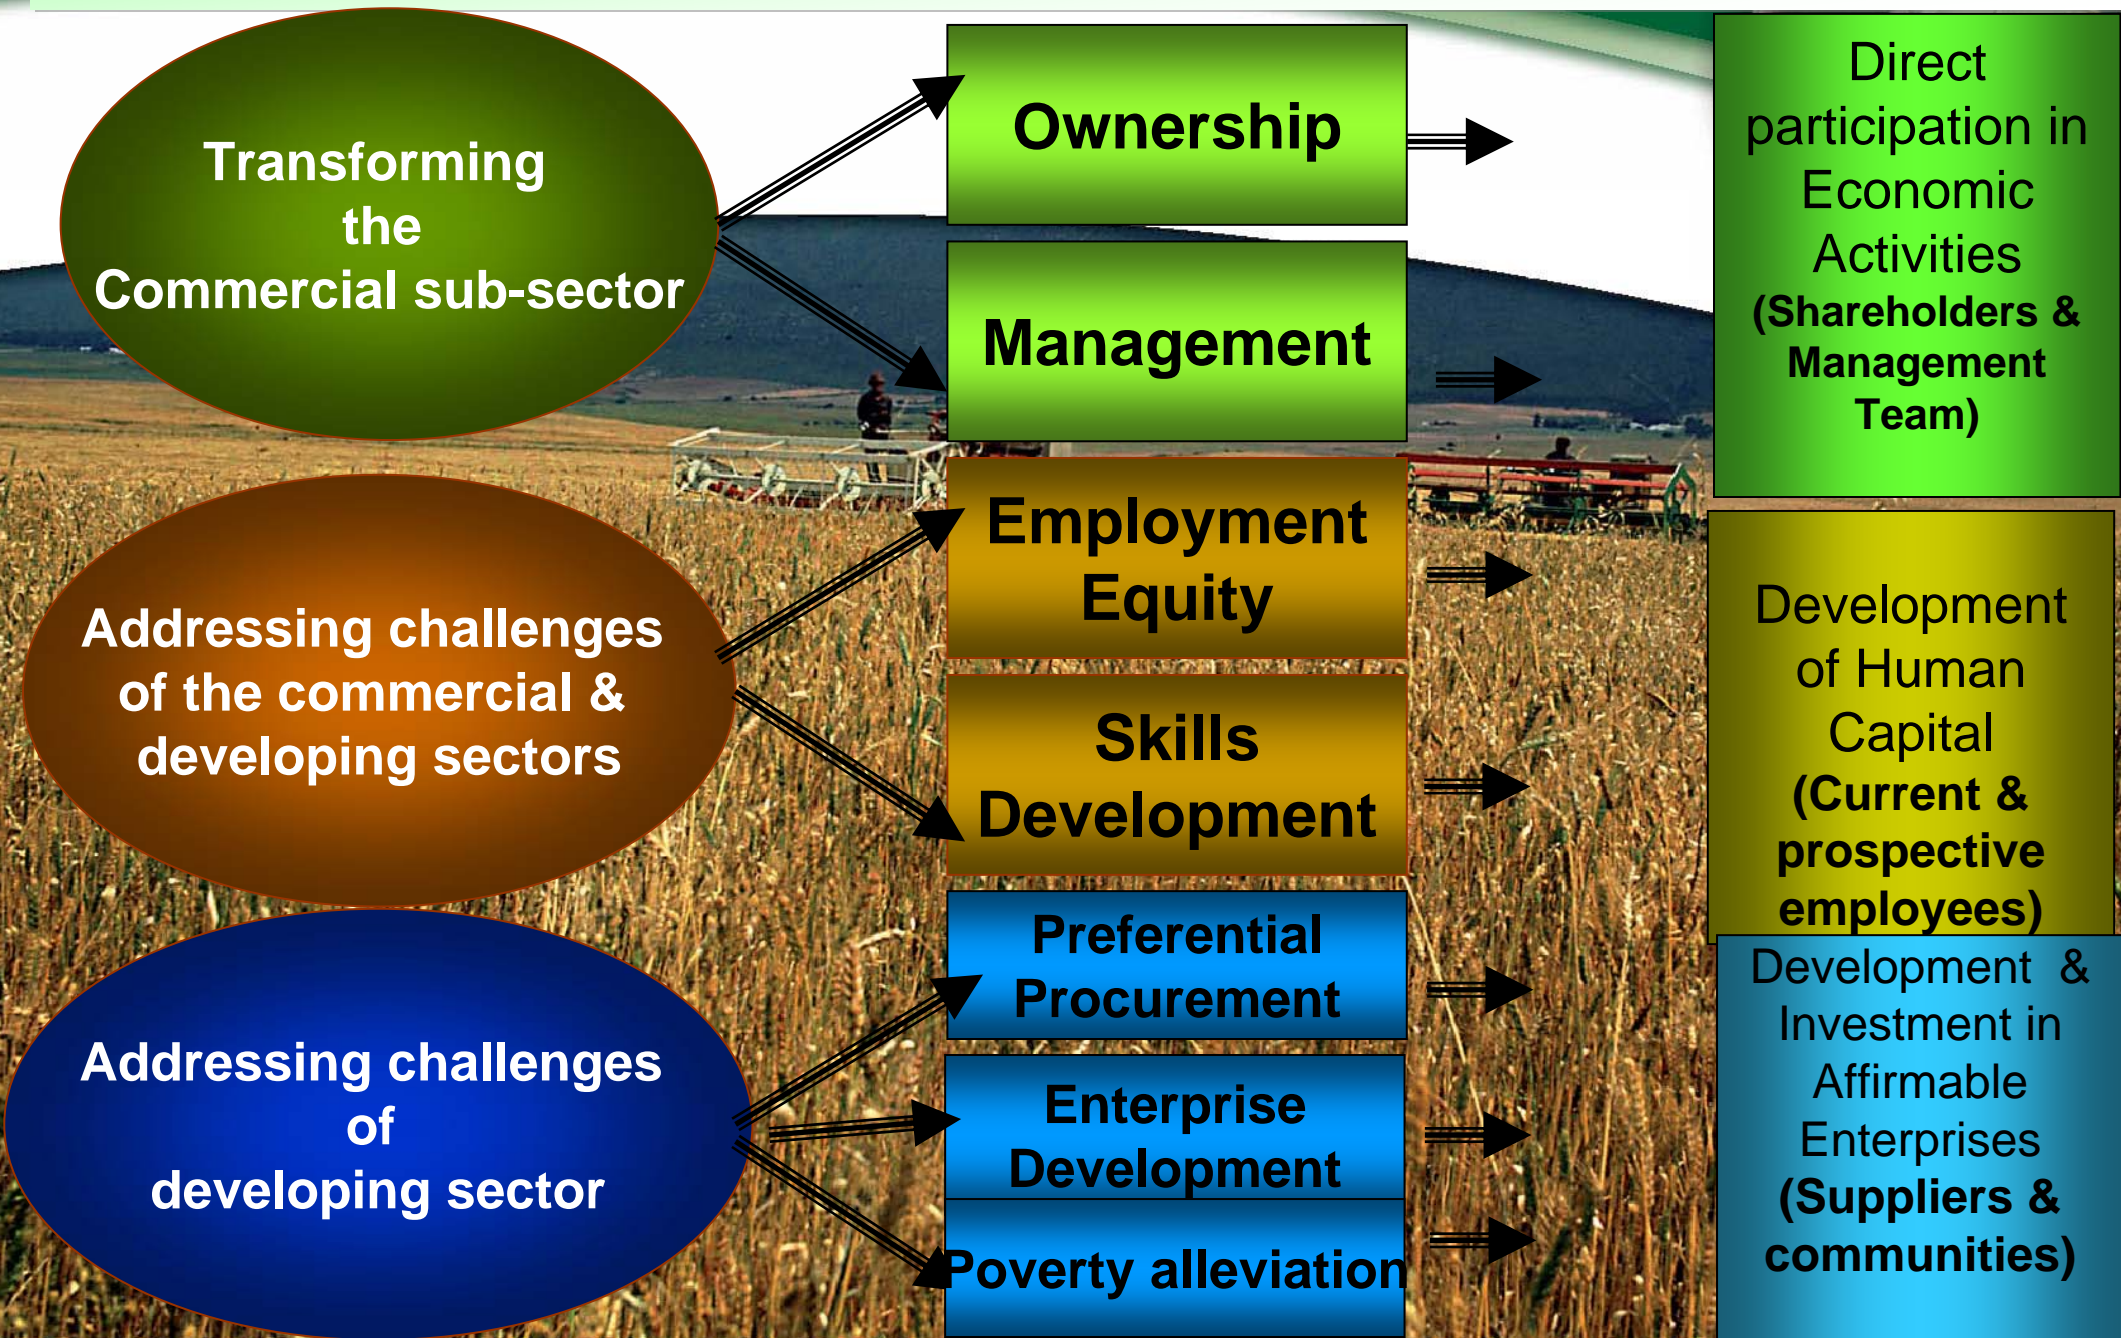 Transforming
the
Commercial sub-sector
Ownership
Management
Direct
participation in
Economic
Activities
(Shareholders &
Management
Team)
Addressing challenges
of the commercial &
developing sectors
Employment
Equity
Skills
Development
Development
of Human
Capital
(Current &
prospective
employees)
Addressing challenges
of
developing sector
Preferential
Procurement
Enterprise
Development
Poverty alleviation
Development &
Investment in
Affirmable
Enterprises
(Suppliers &
communities)